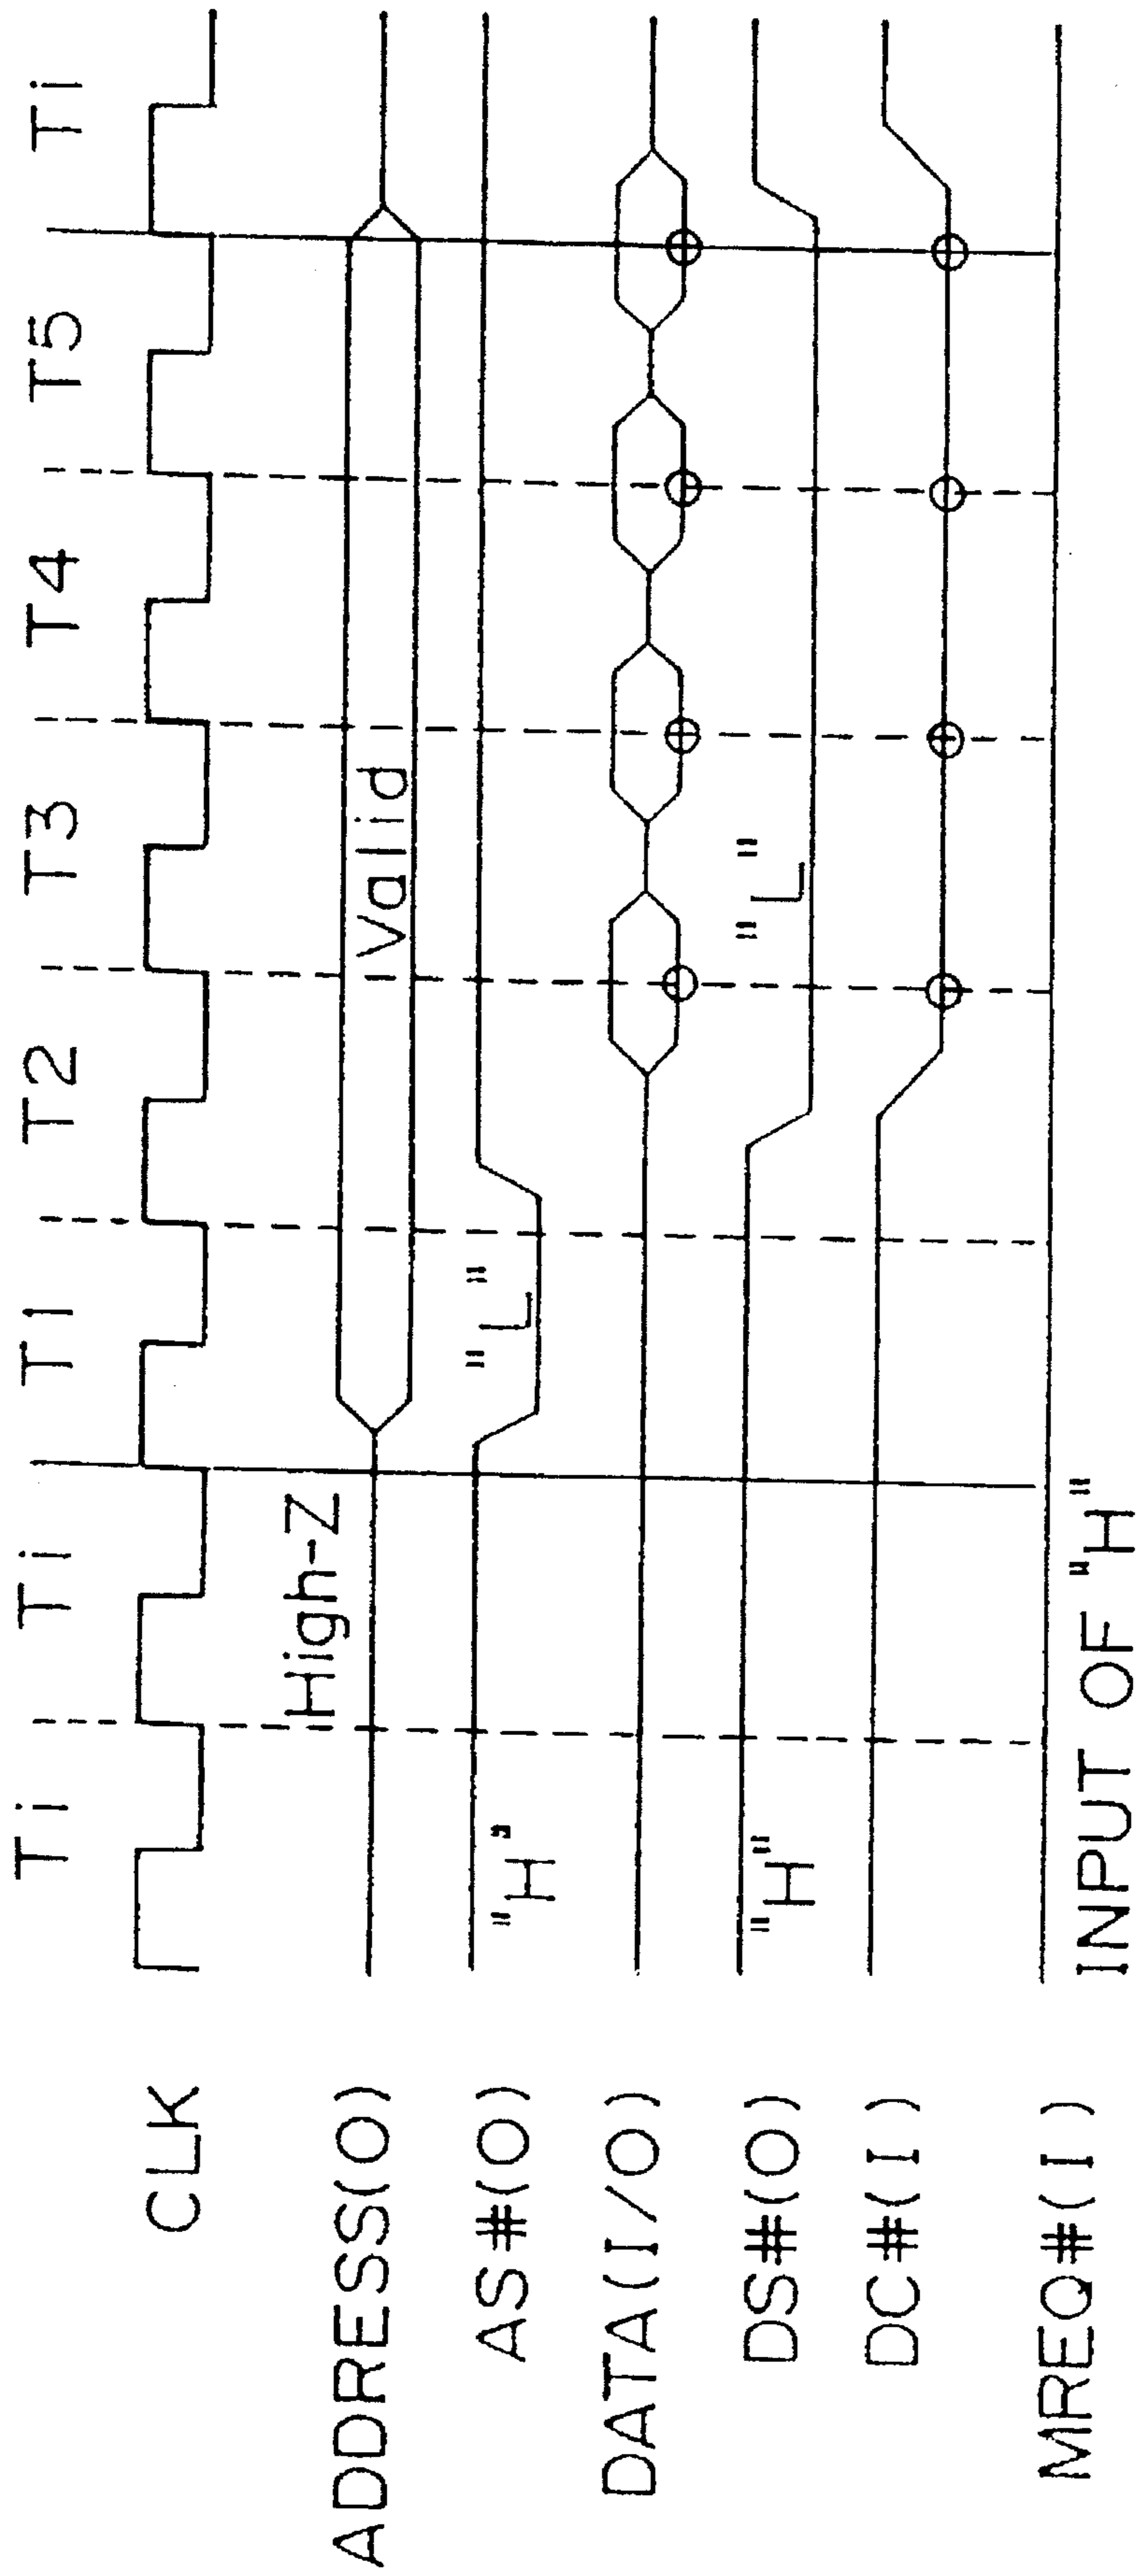 Ti Ti T1 T2 T3 T4 T5 Ti
CLK
High-Z
ADDRESS(O) Valid
AS#(O) "H" "L"
DATA(I/O)
DS#(O) "H" "L"
DC#(I)
MREQ#(I)
INPUT OF "H"